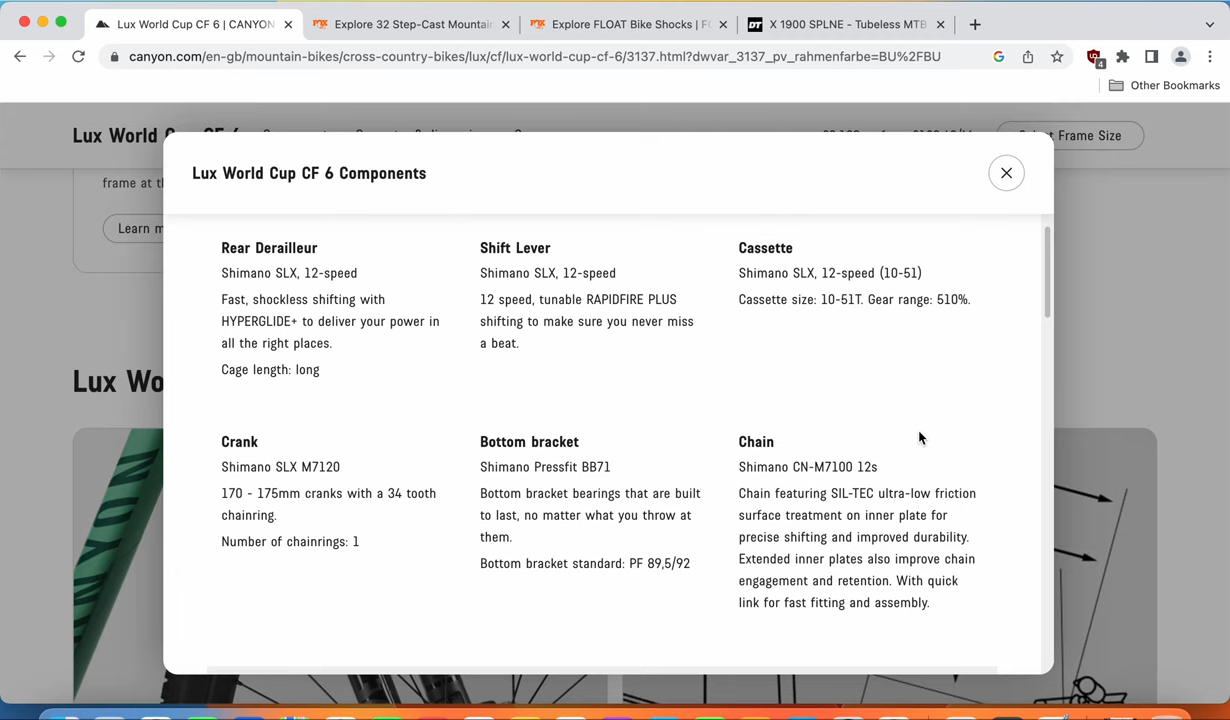 Lux World Cup CF 6 | CANYON
Explore 32 Step-Cast Mountain
Explore FLOAT Bike Shocks | F
X 1900 SPLNE - Tubeless MTB
canyon.com/en-gb/mountain-bikes/cross-country-bikes/lux/cf/lux-world-cup-cf-6/3137.html?dwvar_3137_pv_rahmenfarbe=BU%2FBU
4
Other Bookmarks
Lux World Cup CF 6
Select Frame Size
frame at th
Learn m
Lux Wo
Lux World Cup CF 6 Components
Rear Derailleur
Shimano SLX, 12-speed
Fast, shockless shifting with
HYPERGLIDE+ to deliver your power in
all the right places.
Cage length: long
Shift Lever
Shimano SLX, 12-speed
12 speed, tunable RAPIDFIRE PLUS
shifting to make sure you never miss
a beat.
Cassette
Shimano SLX, 12-speed (10-51)
Cassette size: 10-51T. Gear range: 510%.
Crank
Shimano SLX M7120
170 - 175mm cranks with a 34 tooth
chainring.
Number of chainrings: 1
Bottom bracket
Shimano Pressfit BB71
Bottom bracket bearings that are built
to last, no matter what you throw at
them.
Bottom bracket standard: PF 89,5/92
Chain
Shimano CN-M7100 12s
Chain featuring SIL-TEC ultra-low friction
surface treatment on inner plate for
precise shifting and improved durability.
Extended inner plates also improve chain
engagement and retention. With quick
link for fast fitting and assembly.